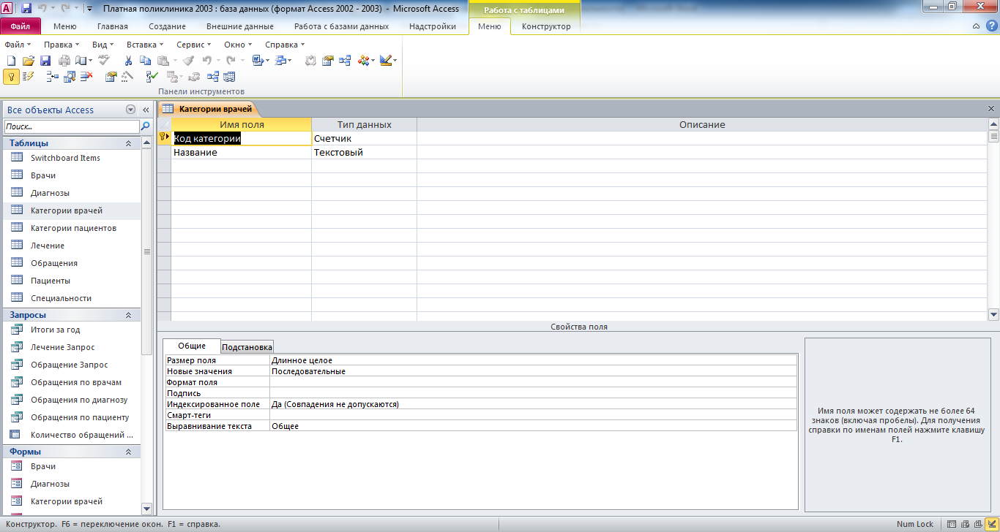 Платная поликлиника 2003 : база данных (формат Access 2002 - 2003) - Microsoft Access
Работа с таблицами
Файл Меню Главная Создание Внешние данные Работа с базами данных Надстройки Меню Конструктор
Файл Правка Вид Вставка Сервис Окно Справка
Панели инструментов
Все объекты Access
Категории врачей
Поиск...
Имя поля Тип данных Описание
Код категории Счетчик
Название Текстовый
Таблицы
Switchboard Items
Врачи
Диагнозы
Категории врачей
Категории пациентов
Лечение
Обращения
Пациенты
Специальности
Запросы
Итоги за год
Лечение Запрос
Обращение Запрос
Обращения по врачам
Обращения по диагнозу
Обращения по пациенту
Количество обращений ...
Формы
Врачи
Диагнозы
Категории врачей
Свойства поля
Общие Подстановка
Размер поля Длинное целое
Новые значения Последовательные
Формат поля
Подпись
Индексированное поле Да (Совпадения не допускаются)
Смарт-теги
Выравнивание текста Общее
Имя поля может содержать не более 64
знаков (включая пробелы). Для получения
справки по именам полей нажмите клавишу
F1.
Конструктор. F6 = переключение окон. F1 = справка.
Num Lock